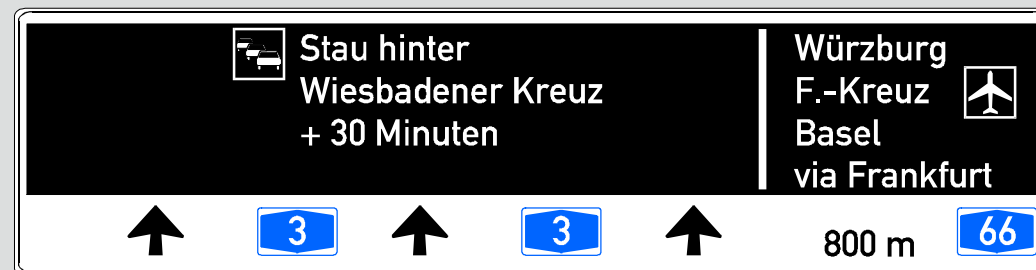 Stau hinter
Wiesbadener Kreuz
+ 30 Minuten
Würzburg
F.-Kreuz
Basel
via Frankfurt
3
3
800 m
66